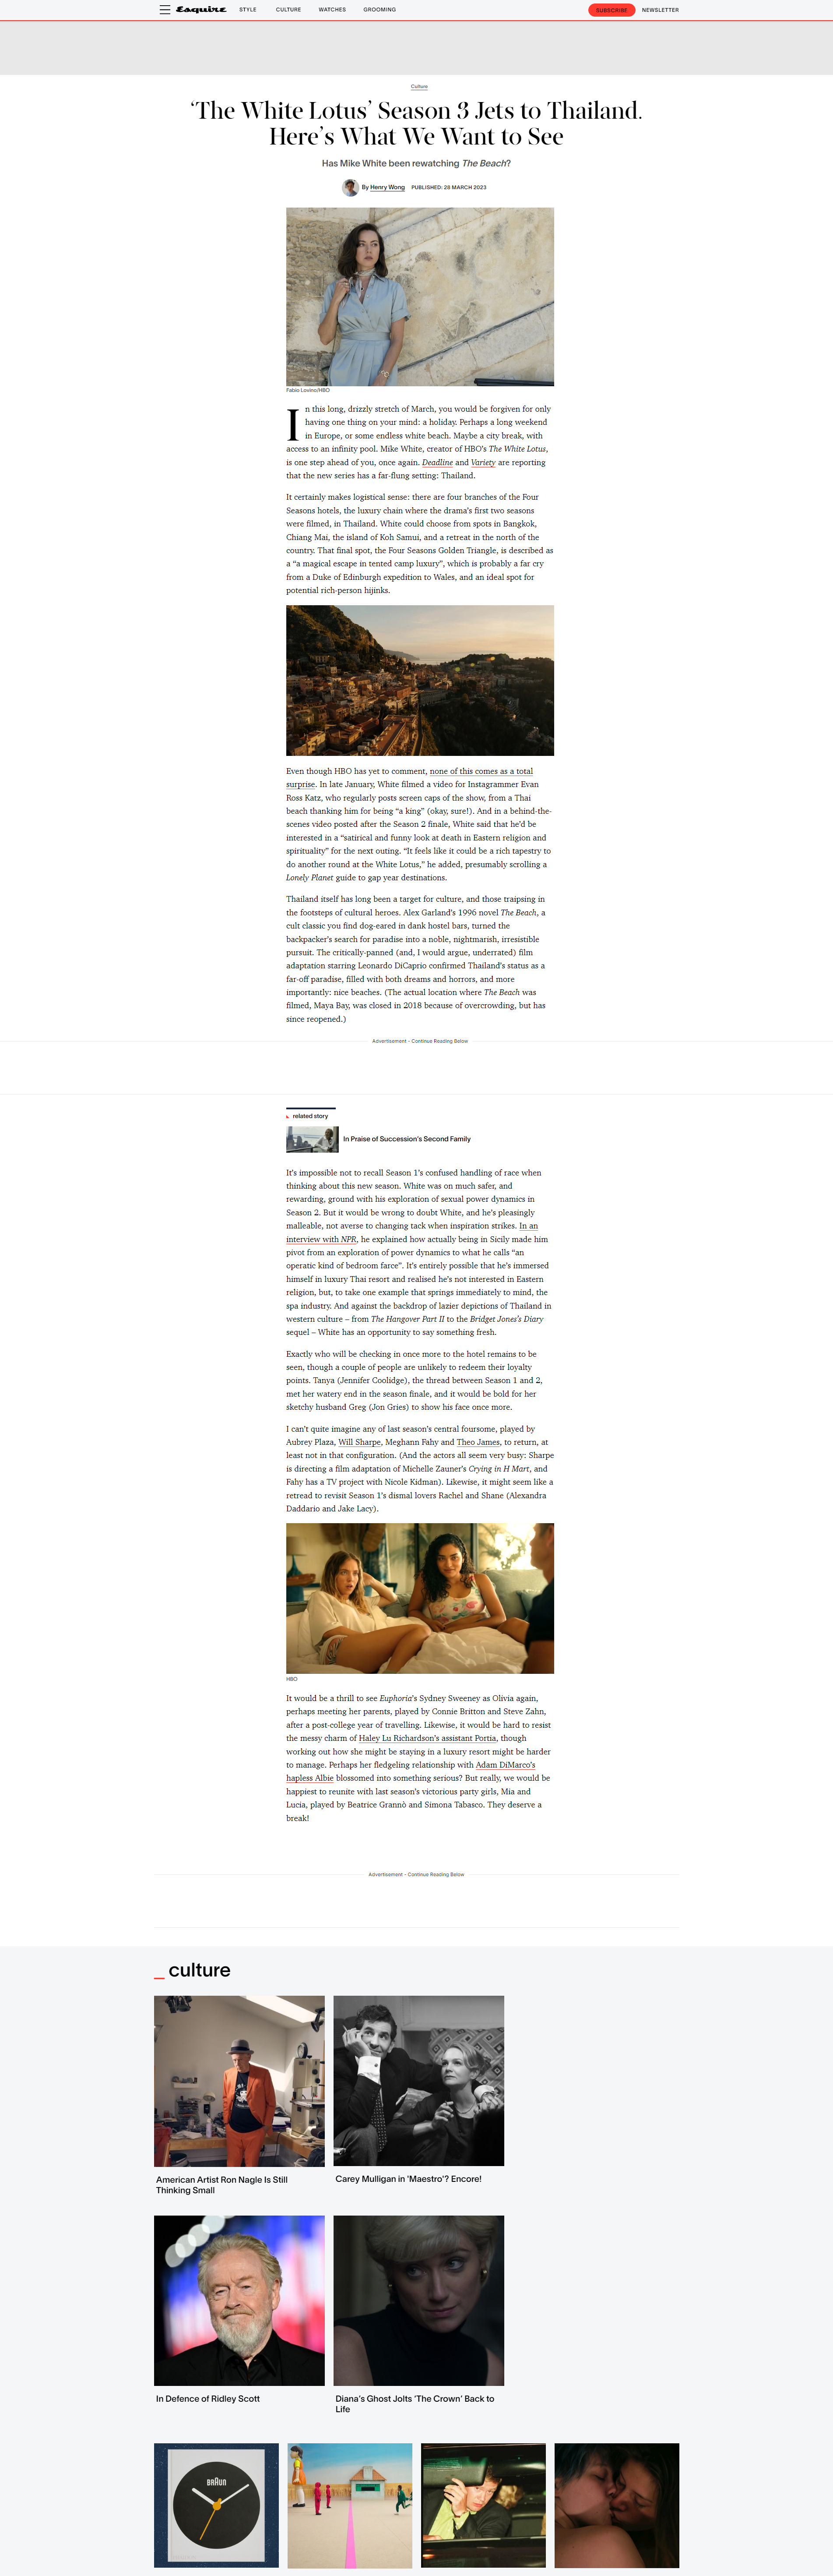 Esquire
STYLE CULTURE WATCHES GROOMING
SUBSCRIBE NEWSLETTER
Culture
‘The White Lotus’ Season 3 Jets to Thailand.
Here’s What We Want to See
Has Mike White been rewatching The Beach?
By Henry Wong PUBLISHED: 28 MARCH 2023
Fabio Lovino/HBO
In this long, drizzly stretch of March, you would be forgiven for only
having one thing on your mind: a holiday. Perhaps a long weekend
in Europe, or some endless white beach. Maybe a city break, with
access to an infinity pool. Mike White, creator of HBO’s The White Lotus,
is one step ahead of you, once again. Deadline and Variety are reporting
that the new series has a far-flung setting: Thailand.
It certainly makes logistical sense: there are four branches of the Four
Seasons hotels, the luxury chain where the drama’s first two seasons
were filmed, in Thailand. White could choose from spots in Bangkok,
Chiang Mai, the island of Koh Samui, and a retreat in the north of the
country. That final spot, the Four Seasons Golden Triangle, is described as
a “a magical escape in tented camp luxury”, which is probably a far cry
from a Duke of Edinburgh expedition to Wales, and an ideal spot for
potential rich-person hijinks.
Even though HBO has yet to comment, none of this comes as a total
surprise. In late January, White filmed a video for Instagrammer Evan
Ross Katz, who regularly posts screen caps of the show, from a Thai
beach thanking him for being “a king” (okay, sure!). And in a behind-the-
scenes video posted after the Season 2 finale, White said that he’d be
interested in a “satirical and funny look at death in Eastern religion and
spirituality” for the next outing. “It feels like it could be a rich tapestry to
do another round at the White Lotus,” he added, presumably scrolling a
Lonely Planet guide to gap year destinations.
Thailand itself has long been a target for culture, and those traipsing in
the footsteps of cultural heroes. Alex Garland’s 1996 novel The Beach, a
cult classic you find dog-eared in dank hostel bars, turned the
backpacker’s search for paradise into a noble, nightmarish, irresistible
pursuit. The critically-panned (and, I would argue, underrated) film
adaptation starring Leonardo DiCaprio confirmed Thailand’s status as a
far-off paradise, filled with both dreams and horrors, and more
importantly: nice beaches. (The actual location where The Beach was
filmed, Maya Bay, was closed in 2018 because of overcrowding, but has
since reopened.)
Advertisement - Continue Reading Below
related story
In Praise of Succession’s Second Family
It’s impossible not to recall Season 1’s confused handling of race when
thinking about this new season. White was on much safer, and
rewarding, ground with his exploration of sexual power dynamics in
Season 2. But it would be wrong to doubt White, and he’s pleasingly
malleable, not averse to changing tack when inspiration strikes. In an
interview with NPR, he explained how actually being in Sicily made him
pivot from an exploration of power dynamics to what he calls “an
operatic kind of bedroom farce”. It’s entirely possible that he’s immersed
himself in luxury Thai resort and realised he’s not interested in Eastern
religion, but, to take one example that springs immediately to mind, the
spa industry. And against the backdrop of lazier depictions of Thailand in
western culture – from The Hangover Part II to the Bridget Jones’s Diary
sequel – White has an opportunity to say something fresh.
Exactly who will be checking in once more to the hotel remains to be
seen, though a couple of people are unlikely to redeem their loyalty
points. Tanya (Jennifer Coolidge), the thread between Season 1 and 2,
met her watery end in the season finale, and it would be bold for her
sketchy husband Greg (Jon Gries) to show his face once more.
I can’t quite imagine any of last season’s central foursome, played by
Aubrey Plaza, Will Sharpe, Meghann Fahy and Theo James, to return, at
least not in that configuration. (And the actors all seem very busy: Sharpe
is directing a film adaptation of Michelle Zauner’s Crying in H Mart, and
Fahy has a TV project with Nicole Kidman). Likewise, it might seem like a
retread to revisit Season 1’s dismal lovers Rachel and Shane (Alexandra
Daddario and Jake Lacy).
HBO
It would be a thrill to see Euphoria’s Sydney Sweeney as Olivia again,
perhaps meeting her parents, played by Connie Britton and Steve Zahn,
after a post-college year of travelling. Likewise, it would be hard to resist
the messy charm of Haley Lu Richardson’s assistant Portia, though
working out how she might be staying in a luxury resort might be harder
to manage. Perhaps her fledgeling relationship with Adam DiMarco’s
hapless Albie blossomed into something serious? But really, we would be
happiest to reunite with last season’s victorious party girls, Mia and
Lucia, played by Beatrice Grannò and Simona Tabasco. They deserve a
break!
Advertisement - Continue Reading Below
_ culture
American Artist Ron Nagle Is Still
Thinking Small
Carey Mulligan in 'Maestro'? Encore!
In Defence of Ridley Scott
Diana’s Ghost Jolts ‘The Crown’ Back to
Life
BRAUN